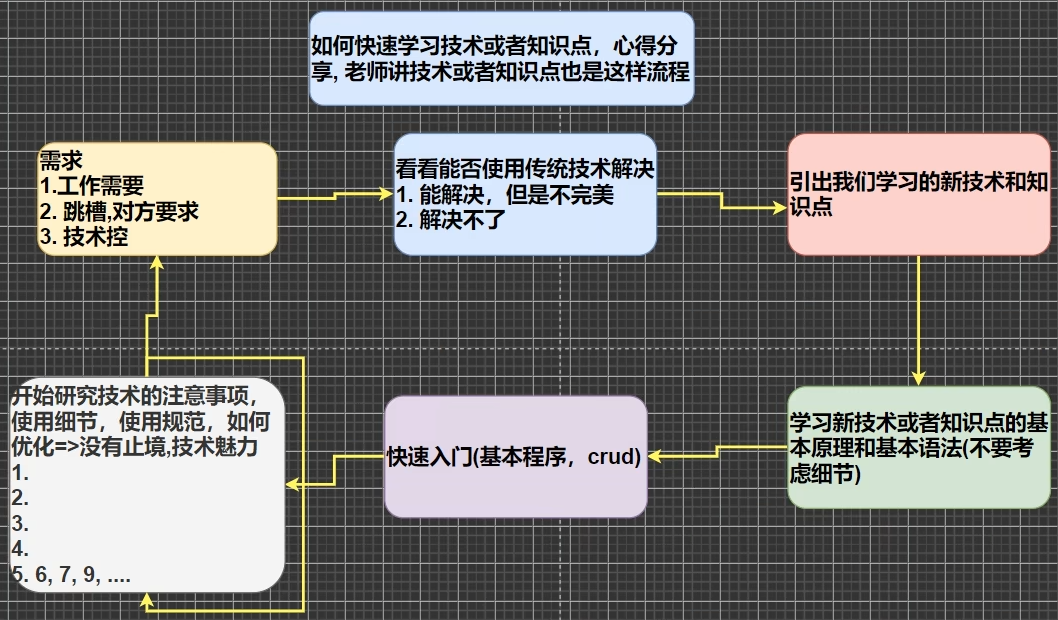 如何快速学习技术或者知识点，心得分
享, 老师讲技术或者知识点也是这样流程
需求
1.工作需要
2. 跳槽,对方要求
3. 技术控
看看能否使用传统技术解决
1. 能解决，但是不完美
2. 解决不了
引出我们学习的新技术和知
识点
学习新技术或者知识点的基
本原理和基本语法(不要考
虑细节)
快速入门(基本程序，crud)
开始研究技术的注意事项，
使用细节，使用规范，如何
优化=>没有止境,技术魅力
1.
2.
3.
4.
5. 6, 7, 9, ....